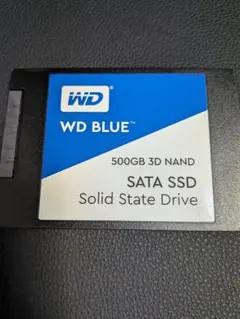 WD
WD BLUE™
500GB 3D NAND
SATA SSD
Solid State Drive